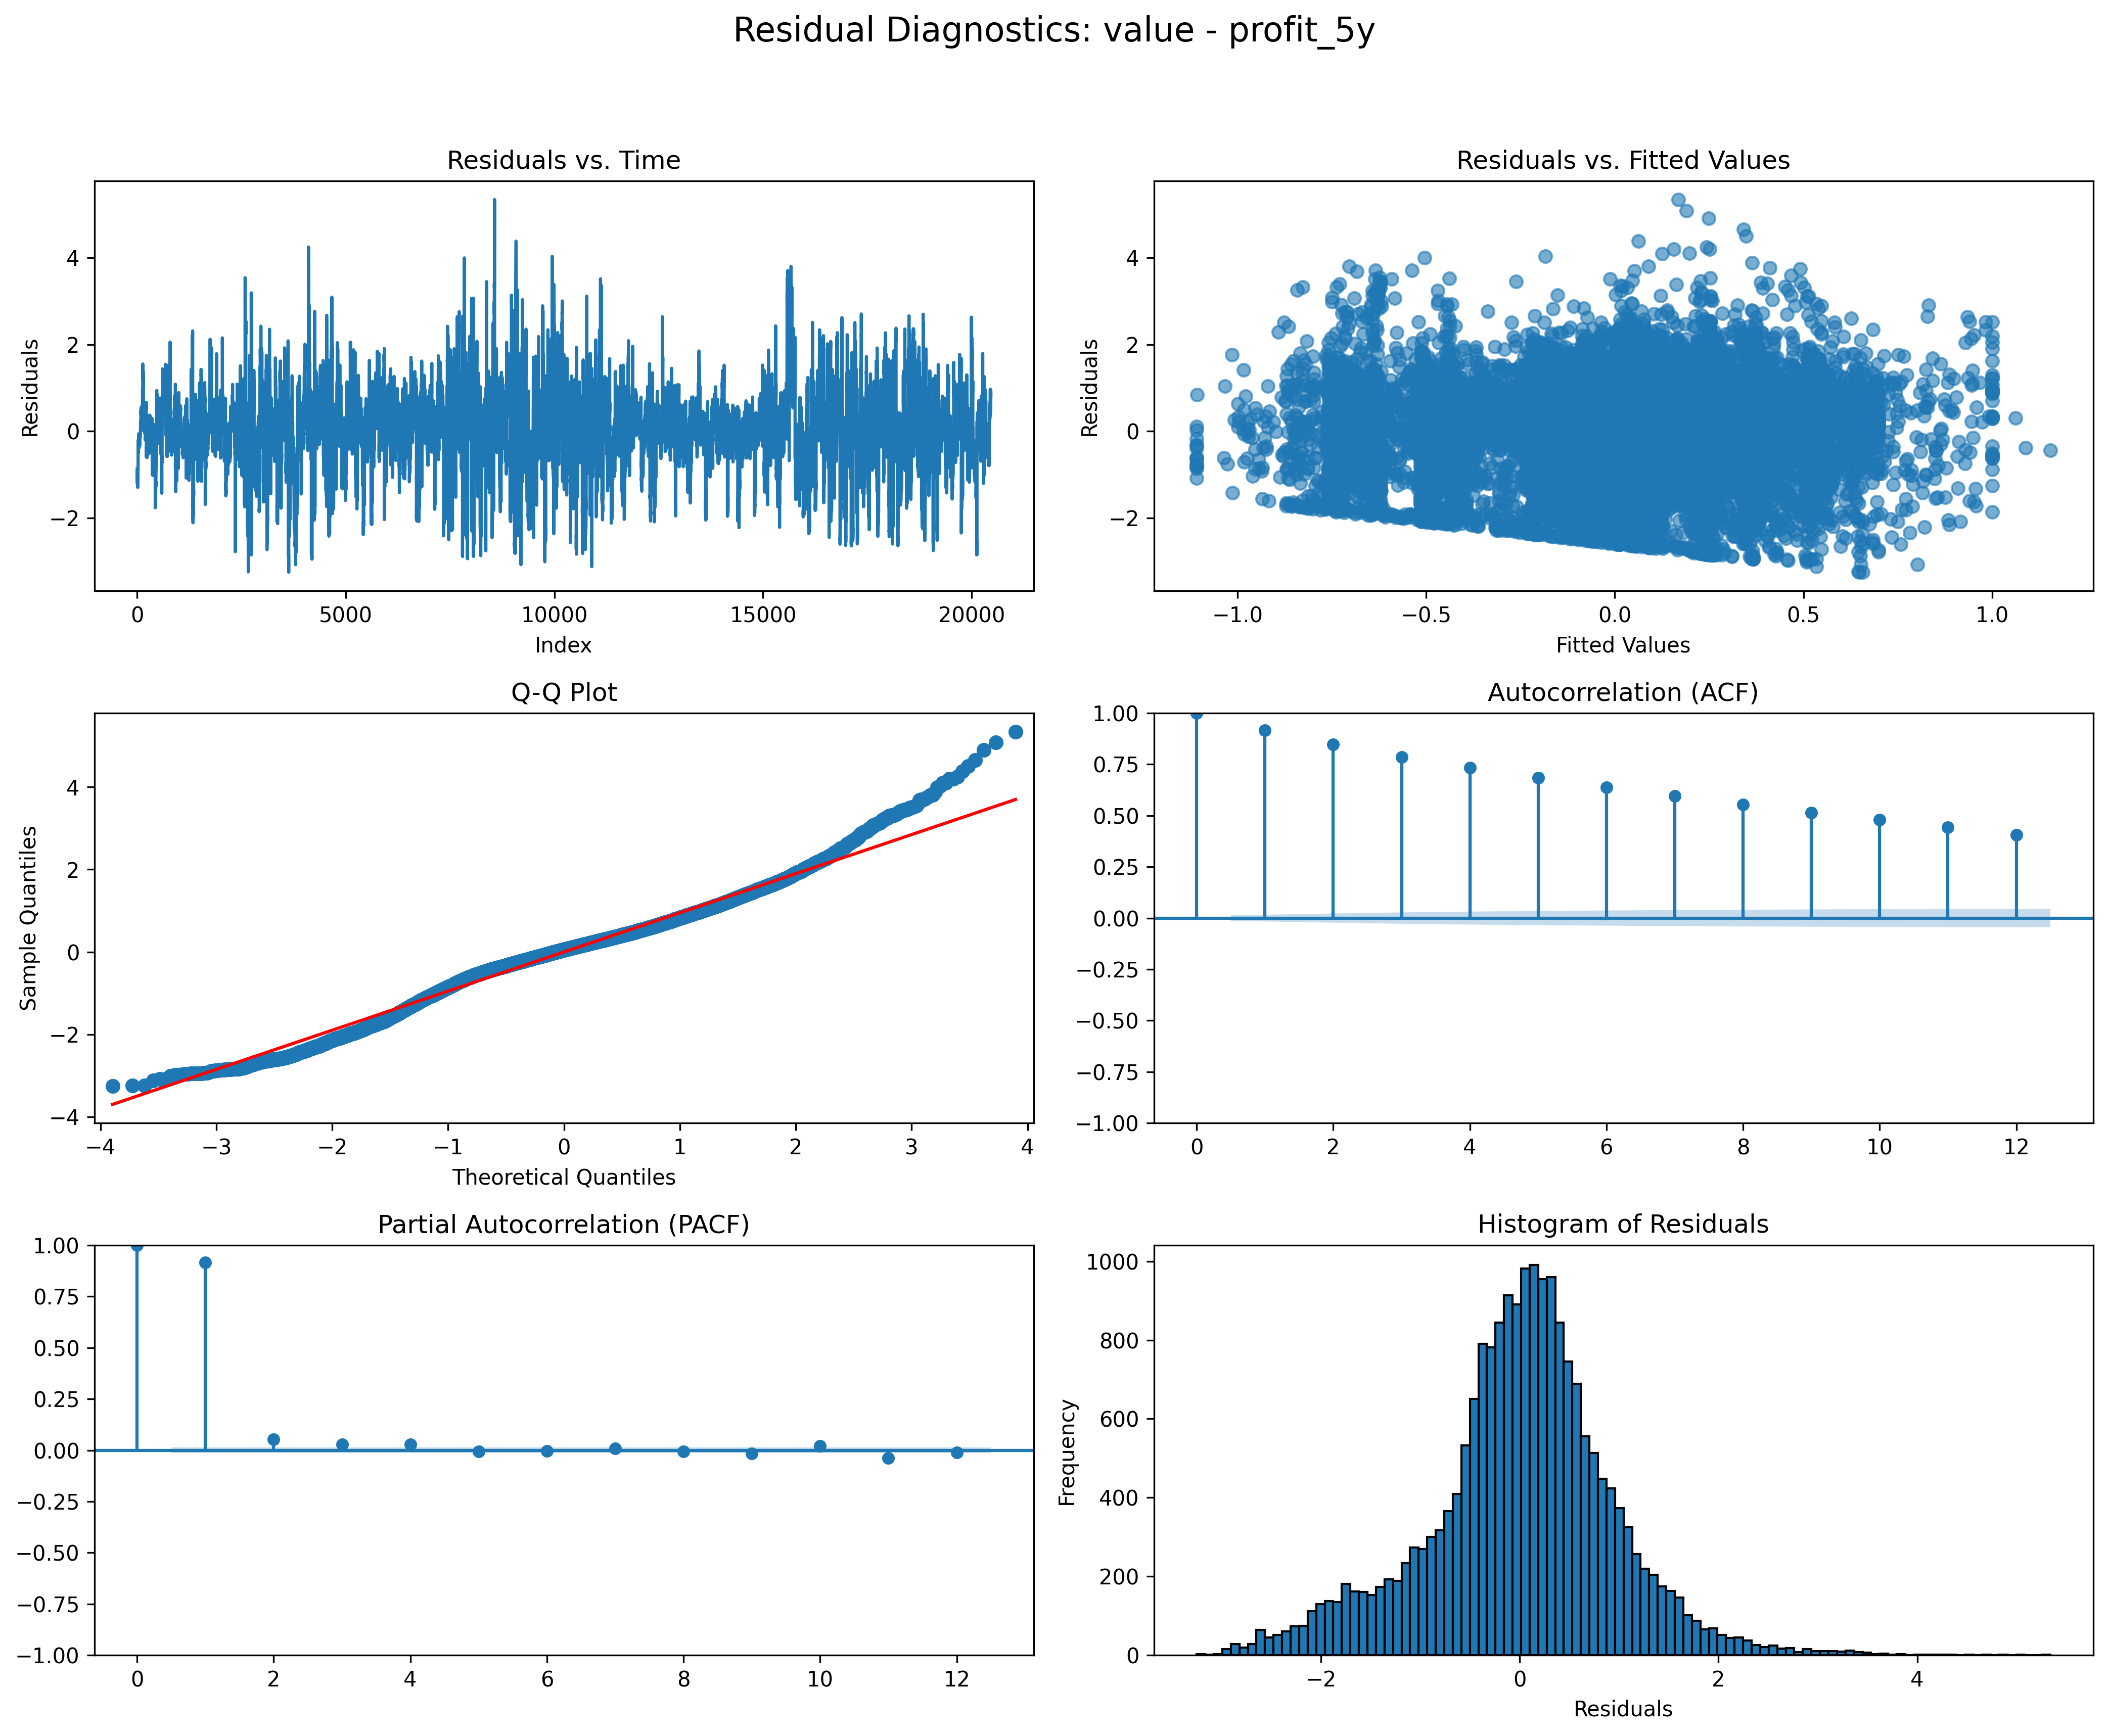 Residual Diagnostics: value - profit_5y
Residuals vs. Time
Residuals
4
2
0
−2
0 5000 10000 15000 20000
Index
Residuals vs. Fitted Values
Residuals
4
2
0
−2
−1.0 −0.5 0.0 0.5 1.0
Fitted Values
Q-Q Plot
Sample Quantiles
4
2
0
−2
−4
−4 −3 −2 −1 0 1 2 3 4
Theoretical Quantiles
Autocorrelation (ACF)
1.00
0.75
0.50
0.25
0.00
−0.25
−0.50
−0.75
−1.00
0 2 4 6 8 10 12
Partial Autocorrelation (PACF)
1.00
0.75
0.50
0.25
0.00
−0.25
−0.50
−0.75
−1.00
0 2 4 6 8 10 12
Histogram of Residuals
Frequency
1000
800
600
400
200
0
−2 0 2 4
Residuals